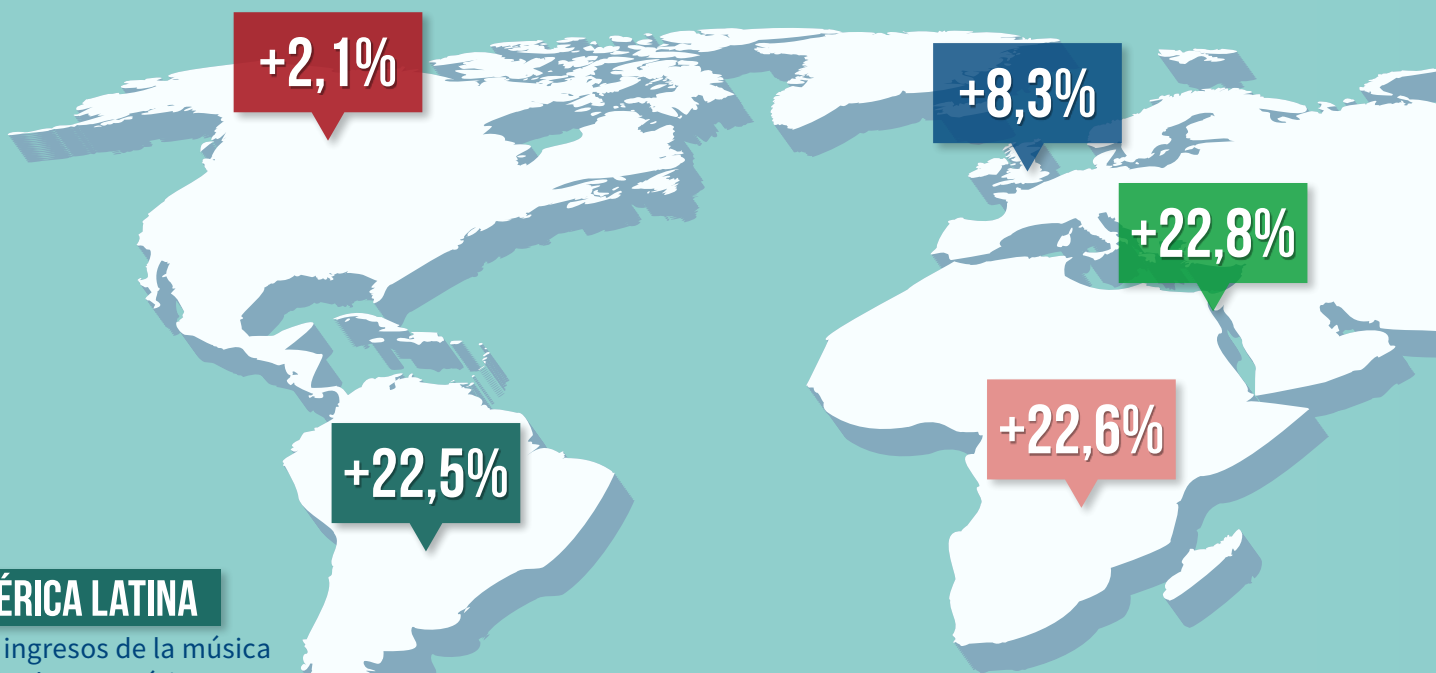 +2,1%
+8,3%
+22,8%
+22,6%
+22,5%
ÉRICA LATINA
ingresos de la música